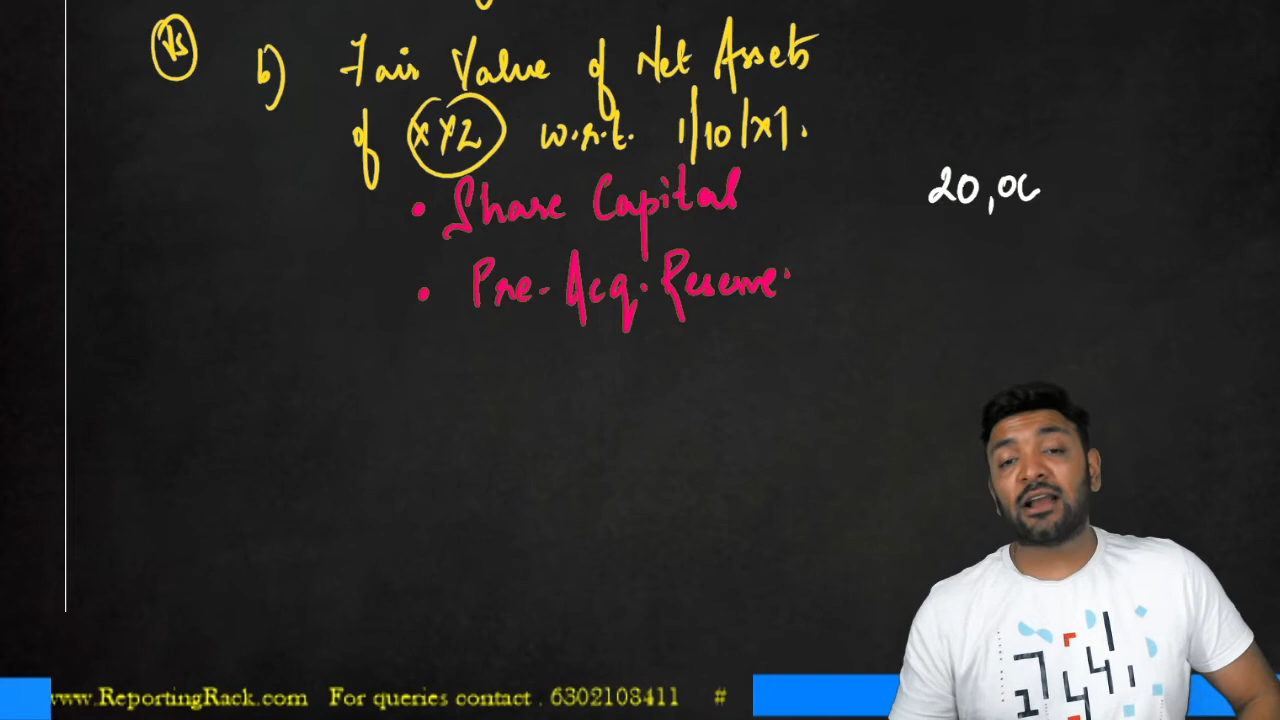 Vs b) Fair Value of Net Assets
of XYZ w.r.t. 1/10/X1.
• Share Capital 20,00
• Pre-Acq. Reserve.
www.ReportingRack.com For queries contact . 6302108411 #